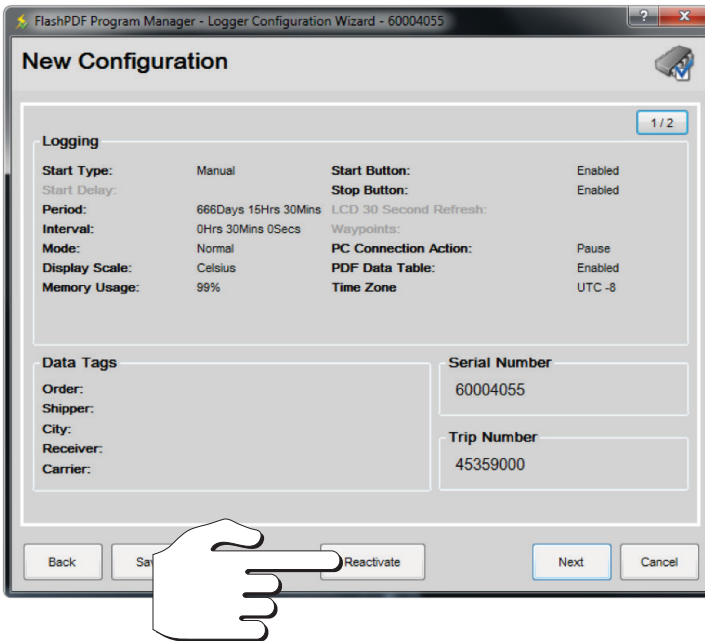 FlashPDF Program Manager - Logger Configuration Wizard - 60004055
New Configuration
1 / 2
Logging
Start Type: Manual Start Button: Enabled
Start Delay: Stop Button: Enabled
Period: 666Days 15Hrs 30Mins LCD 30 Second Refresh:
Interval: 0Hrs 30Mins 0Secs Waypoints:
Mode: Normal PC Connection Action: Pause
Display Scale: Celsius PDF Data Table: Enabled
Memory Usage: 99% Time Zone UTC -8
Data Tags
Order:
Shipper:
City:
Receiver:
Carrier:
Serial Number
60004055
Trip Number
45359000
Back Reactivate Next Cancel